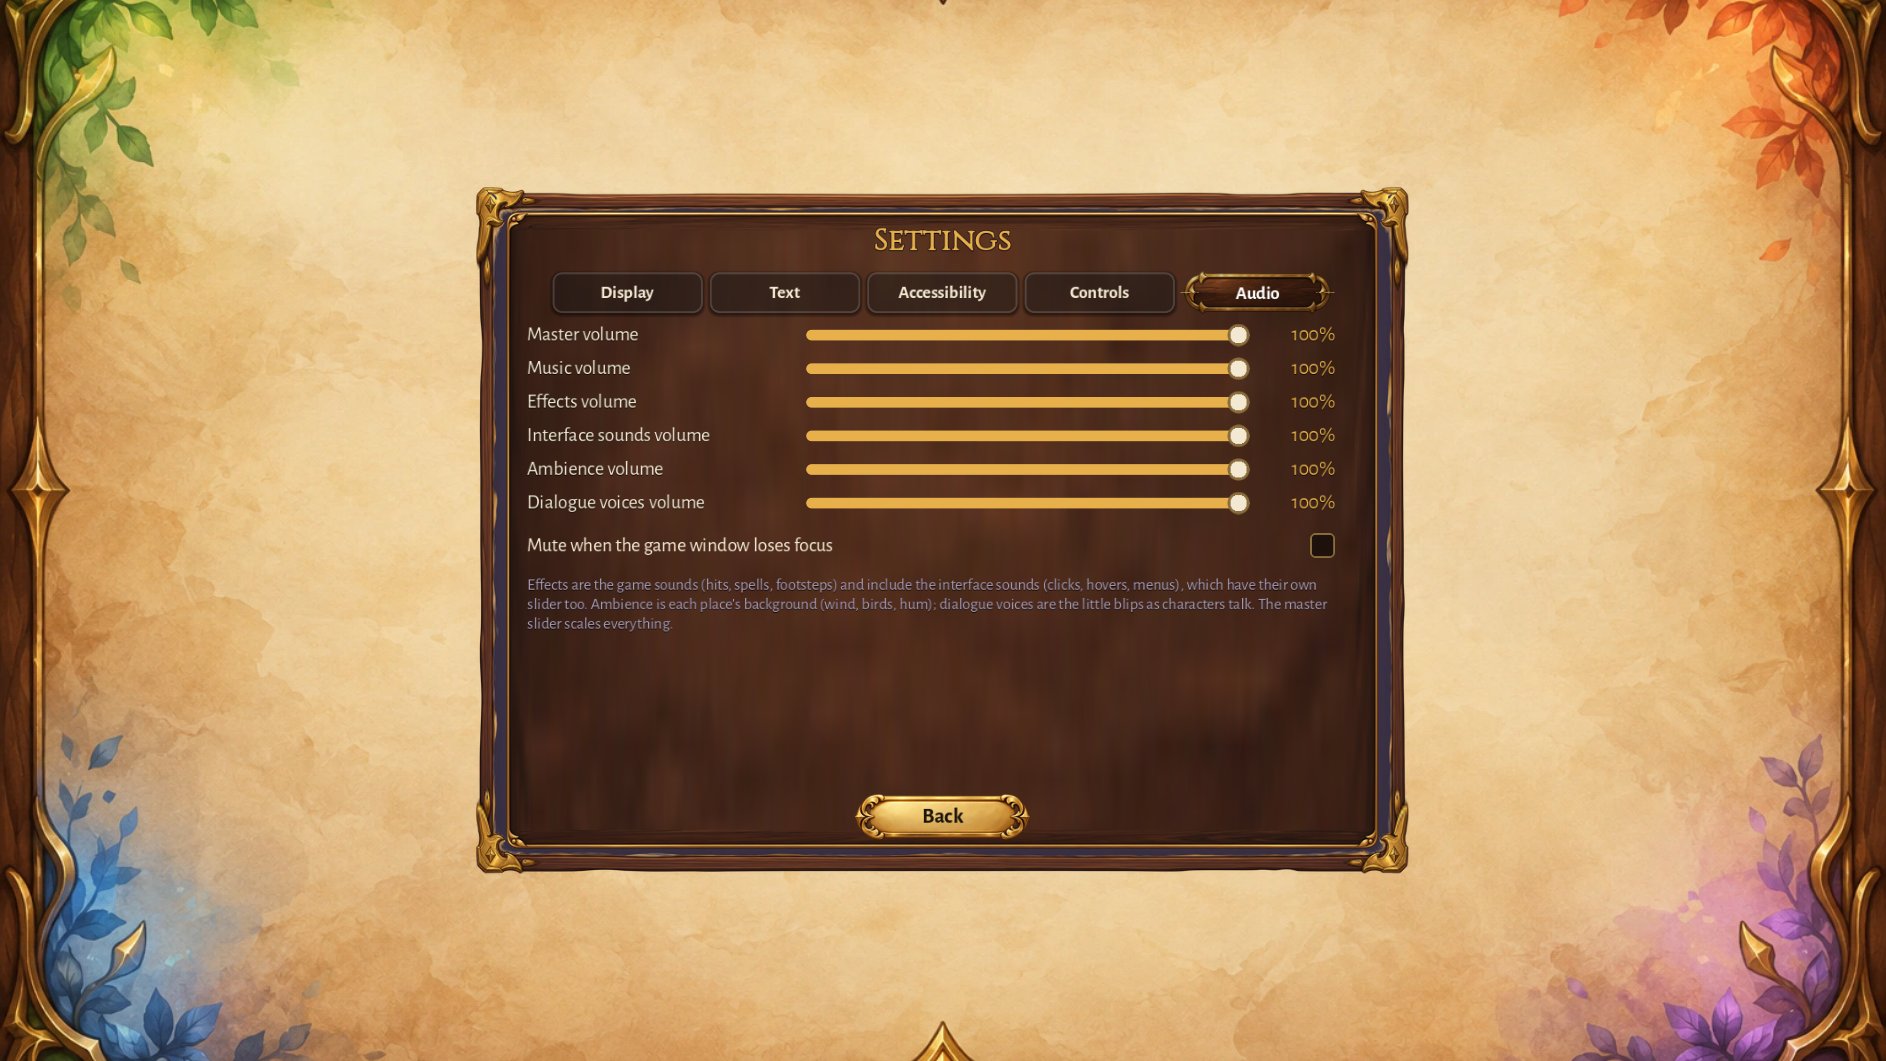 Settings
Display Text Accessibility Controls Audio
Master volume 100%
Music volume 100%
Effects volume 100%
Interface sounds volume 100%
Ambience volume 100%
Dialogue voices volume 100%
Mute when the game window loses focus
Effects are the game sounds (hits, spells, footsteps) and include the interface sounds (clicks, hovers, menus), which have their own
slider too. Ambience is each place's background (wind, birds, hum); dialogue voices are the little blips as characters talk. The master
slider scales everything.
Back